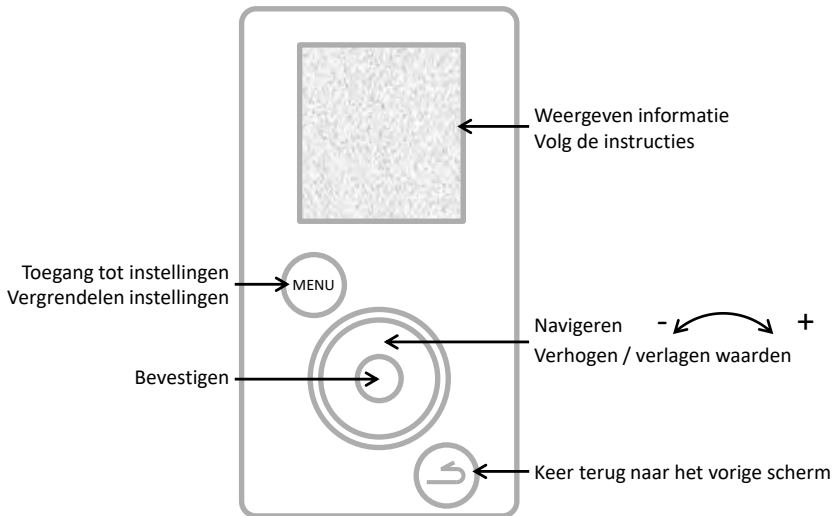 Weergeven informatie
Volg de instructies
Toegang tot instellingen
Vergrendelen instellingen
MENU
Navigeren - +
Verhogen / verlagen waarden
Bevestigen
Keer terug naar het vorige scherm